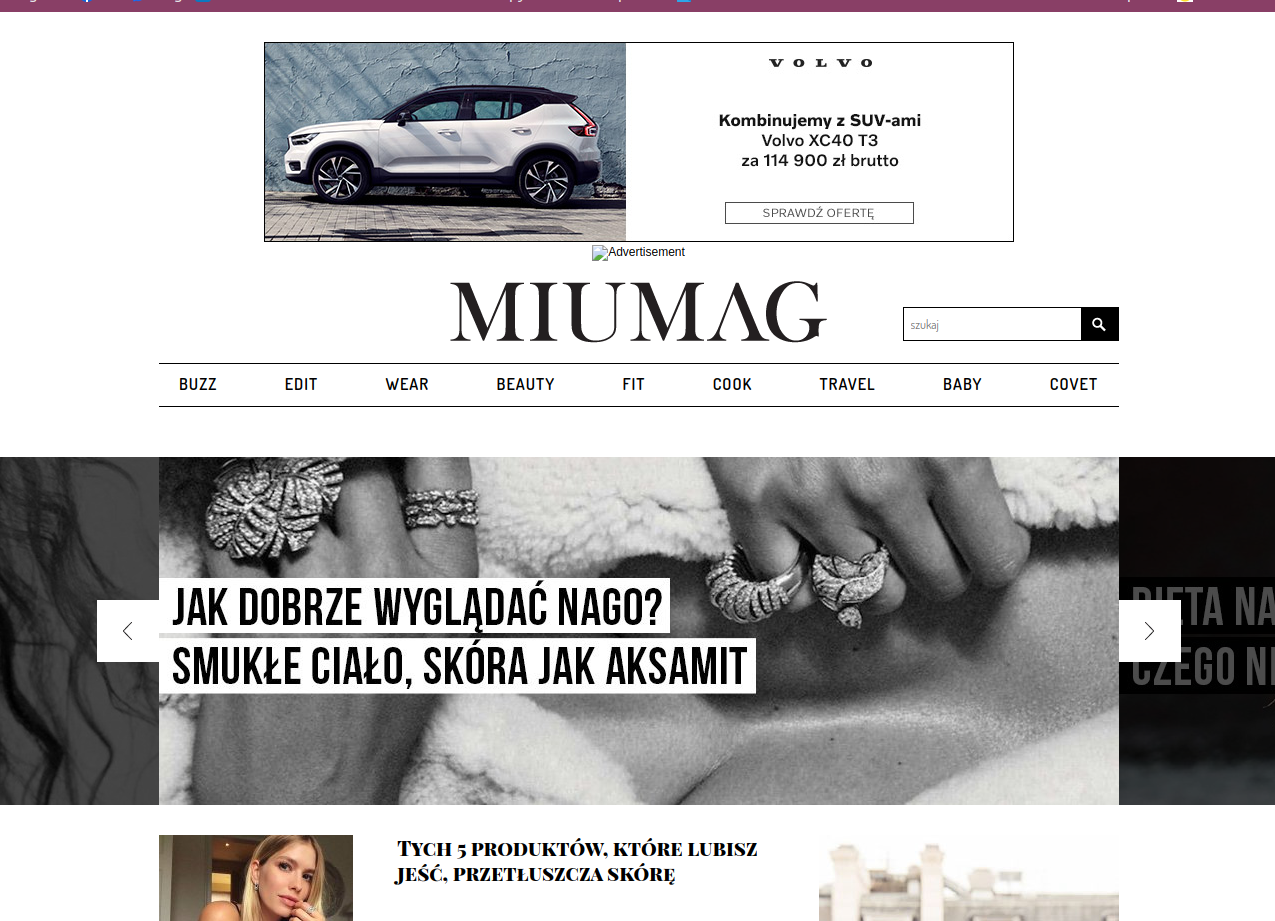 VOLVO
Kombinujemy z SUV-ami
Volvo XC40 T3
za 114 900 zł brutto
SPRAWDŹ OFERTĘ
Advertisement
MIUMAG
szukaj
BUZZ EDIT WEAR BEAUTY FIT COOK TRAVEL BABY COVET
JAK DOBRZE WYGLĄDAĆ NAGO?
SMUKŁE CIAŁO, SKÓRA JAK AKSAMIT
DIETA NA
CZEGO NI
Tych 5 produktów, które lubisz
jeść, przetłuszcza skórę